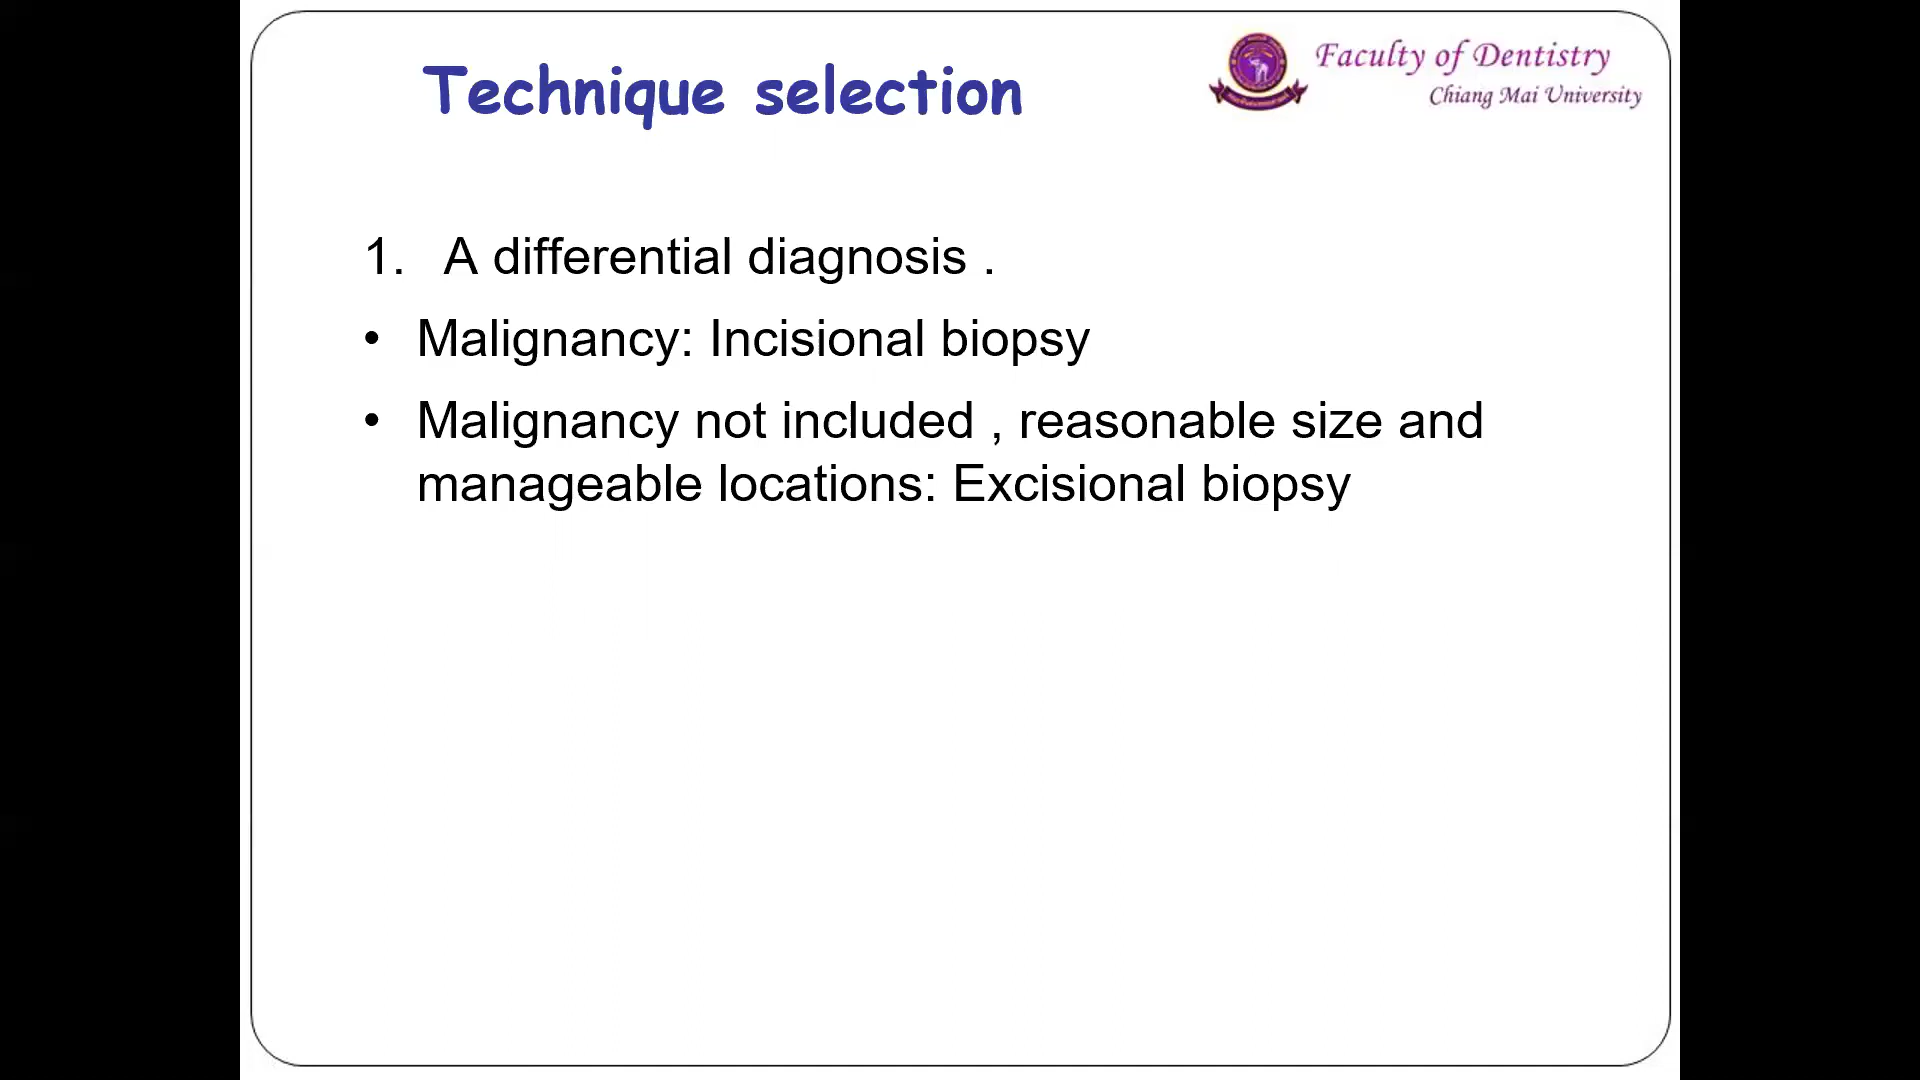 Technique selection
Faculty of Dentistry
Chiang Mai University
1. A differential diagnosis .
• Malignancy: Incisional biopsy
• Malignancy not included , reasonable size and
manageable locations: Excisional biopsy